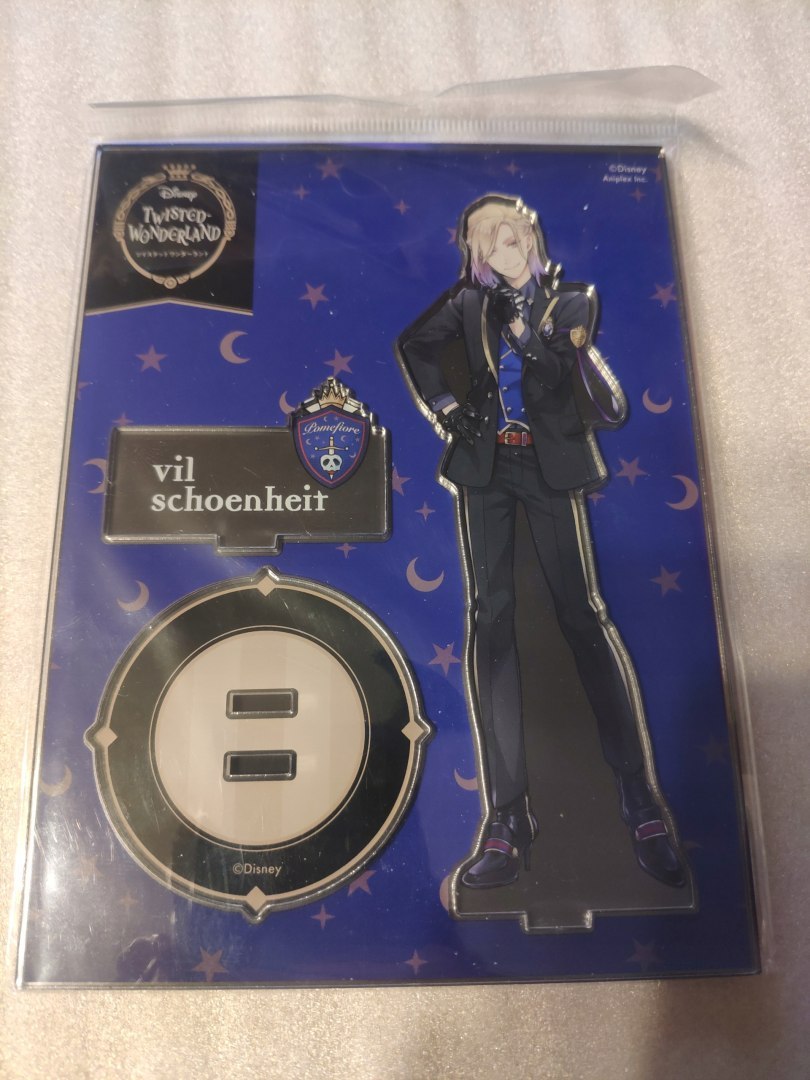 Disney
TWISTED-
WONDERLAND
ツイステッドワンダーランド
©Disney
Aniplex Inc.
Pomefiore
vil
schoenheit
©Disney